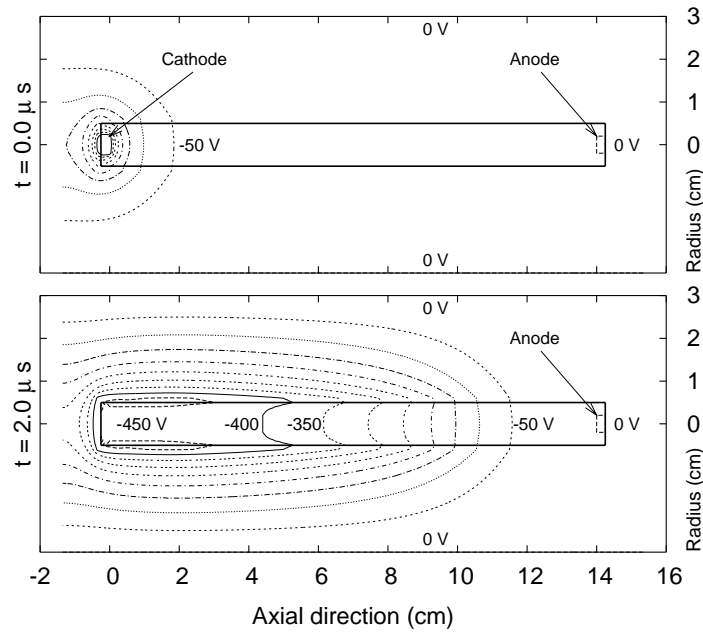 0 V
3
Cathode
Anode
2
1
-50 V
0 V
0
t = 0.0 μ s
Radius (cm)
0 V
0 V
3
Anode
2
1
-450 V
-400
-350
-50 V
0 V
0
t = 2.0 μ s
Radius (cm)
0 V
-2 0 2 4 6 8 10 12 14 16
Axial direction (cm)